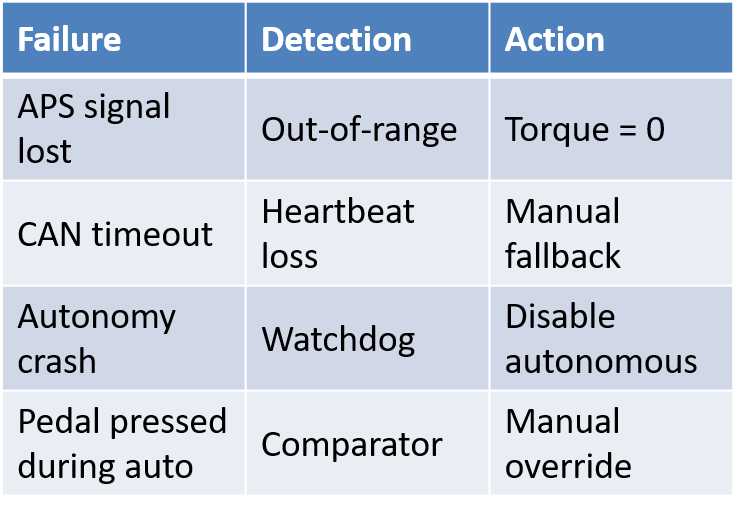 Failure
Detection
Action
APS signal
lost
Out-of-range
Torque = 0
CAN timeout
Heartbeat
loss
Manual
fallback
Autonomy
crash
Watchdog
Disable
autonomous
Pedal pressed
during auto
Comparator
Manual
override